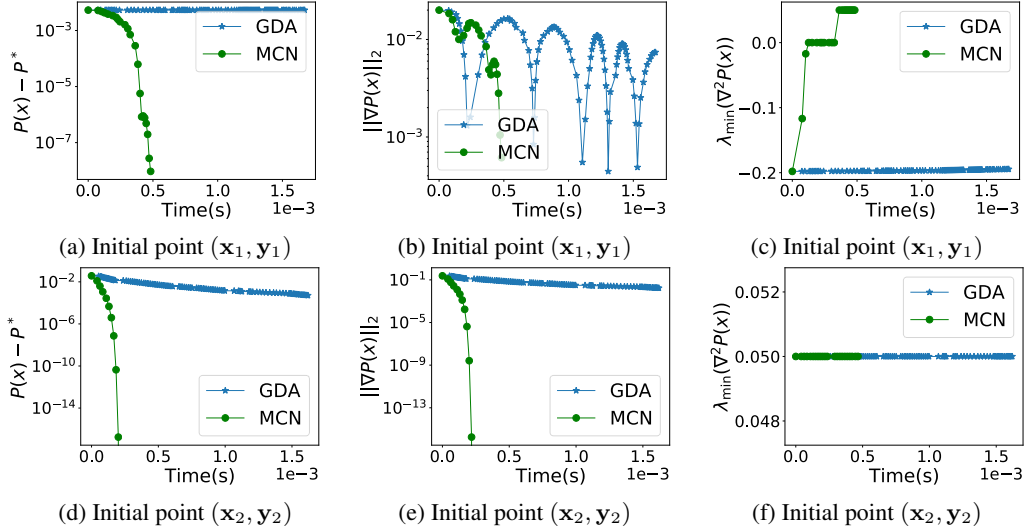 10⁻³
10⁻⁵
10⁻⁷
P(x) − P*
GDA
MCN
0.0 0.5 1.0 1.5
Time(s) 1e−3
(a) Initial point (x₁, y₁)
10⁻²
10⁻³
||∇P(x)||₂
GDA
MCN
0.0 0.5 1.0 1.5
Time(s) 1e−3
(b) Initial point (x₁, y₁)
0.0
−0.1
−0.2
λmin(∇²P(x))
GDA
MCN
0.0 0.5 1.0 1.5
Time(s) 1e−3
(c) Initial point (x₁, y₁)
10⁻²
10⁻⁶
10⁻¹⁰
10⁻¹⁴
P(x) − P*
GDA
MCN
0.0 0.5 1.0 1.5
Time(s) 1e−3
(d) Initial point (x₂, y₂)
10⁻¹
10⁻⁵
10⁻⁹
10⁻¹³
||∇P(x)||₂
GDA
MCN
0.0 0.5 1.0 1.5
Time(s) 1e−3
(e) Initial point (x₂, y₂)
0.052
0.050
0.048
λmin(∇²P(x))
GDA
MCN
0.0 0.5 1.0 1.5
Time(s) 1e−3
(f) Initial point (x₂, y₂)